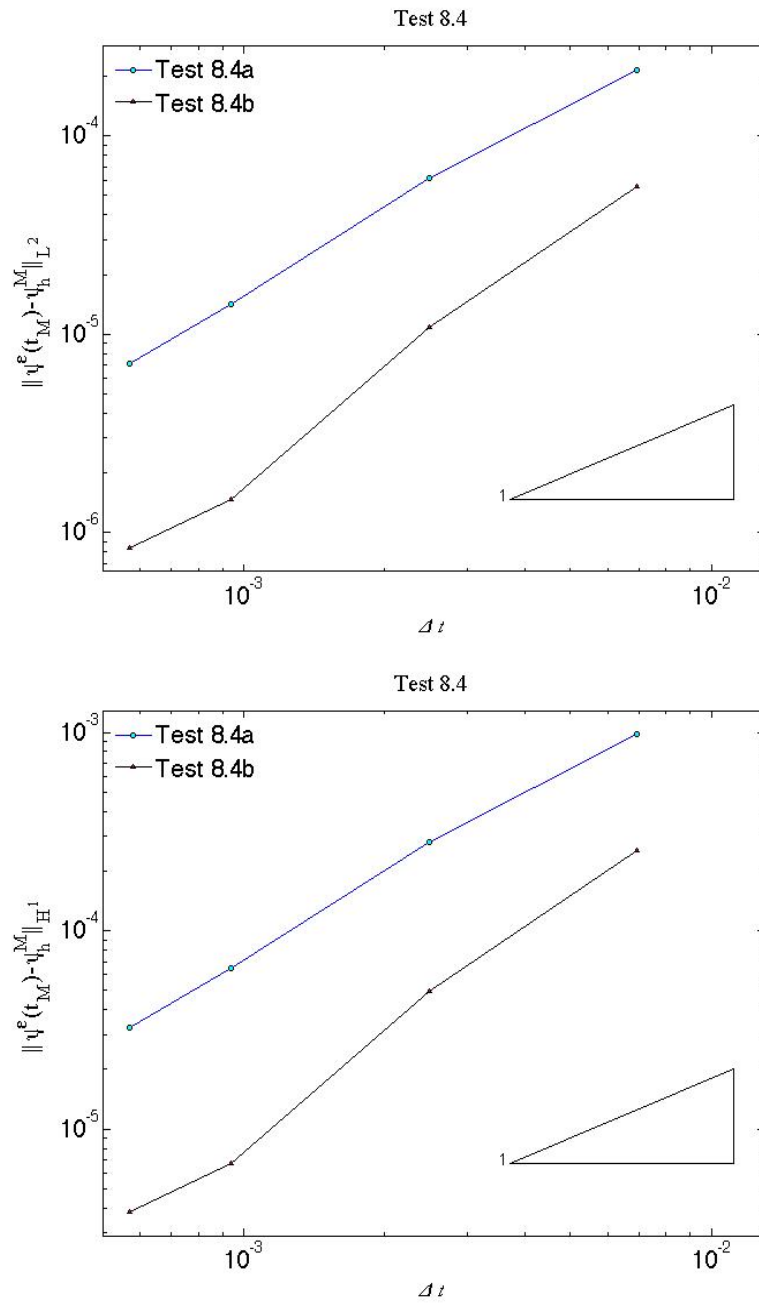 Test 8.4
Test 8.4a
Test 8.4b
10^-4
10^-5
10^-6
‖ψ^ε(t_M)-ψ_h^M‖_L^2
1
10^-3
10^-2
Δt
Test 8.4
Test 8.4a
Test 8.4b
10^-3
10^-4
10^-5
‖ψ^ε(t_M)-ψ_h^M‖_H^1
1
10^-3
10^-2
Δt